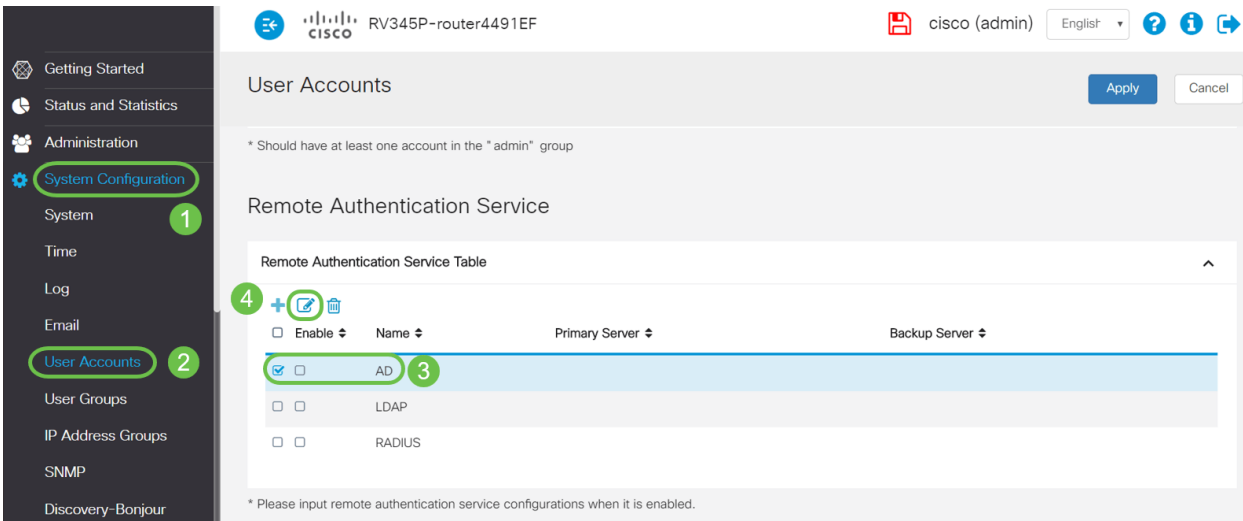 cisco
RV345P-router4491EF
cisco (admin)
English
Getting Started
Status and Statistics
Administration
System Configuration
1
System
Time
Log
Email
User Accounts
2
User Groups
IP Address Groups
SNMP
Discovery-Bonjour
User Accounts
Apply
Cancel
* Should have at least one account in the "admin" group
Remote Authentication Service
Remote Authentication Service Table
4
Enable
Name
Primary Server
Backup Server
AD
3
LDAP
RADIUS
* Please input remote authentication service configurations when it is enabled.